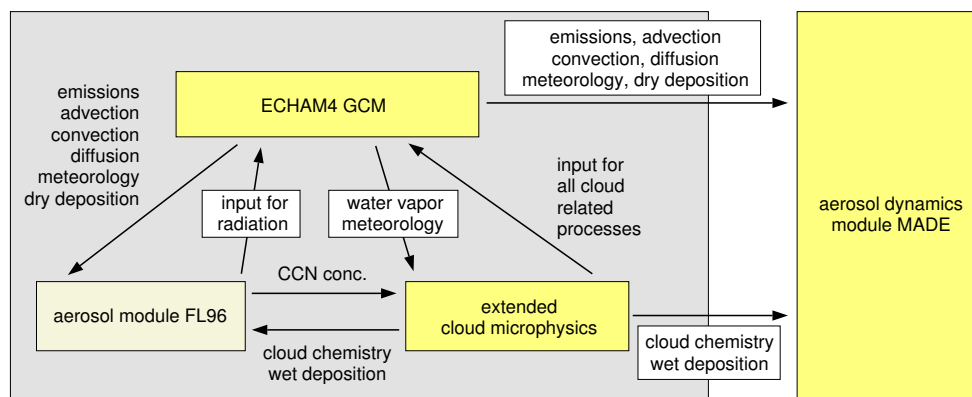 emissions, advection
convection, diffusion
meteorology, dry deposition
emissions
advection
convection
diffusion
meteorology
dry deposition
ECHAM4 GCM
input for
radiation
water vapor
meteorology
input for
all cloud
related
processes
aerosol dynamics
module MADE
CCN conc.
aerosol module FL96
extended
cloud microphysics
cloud chemistry
wet deposition
cloud chemistry
wet deposition